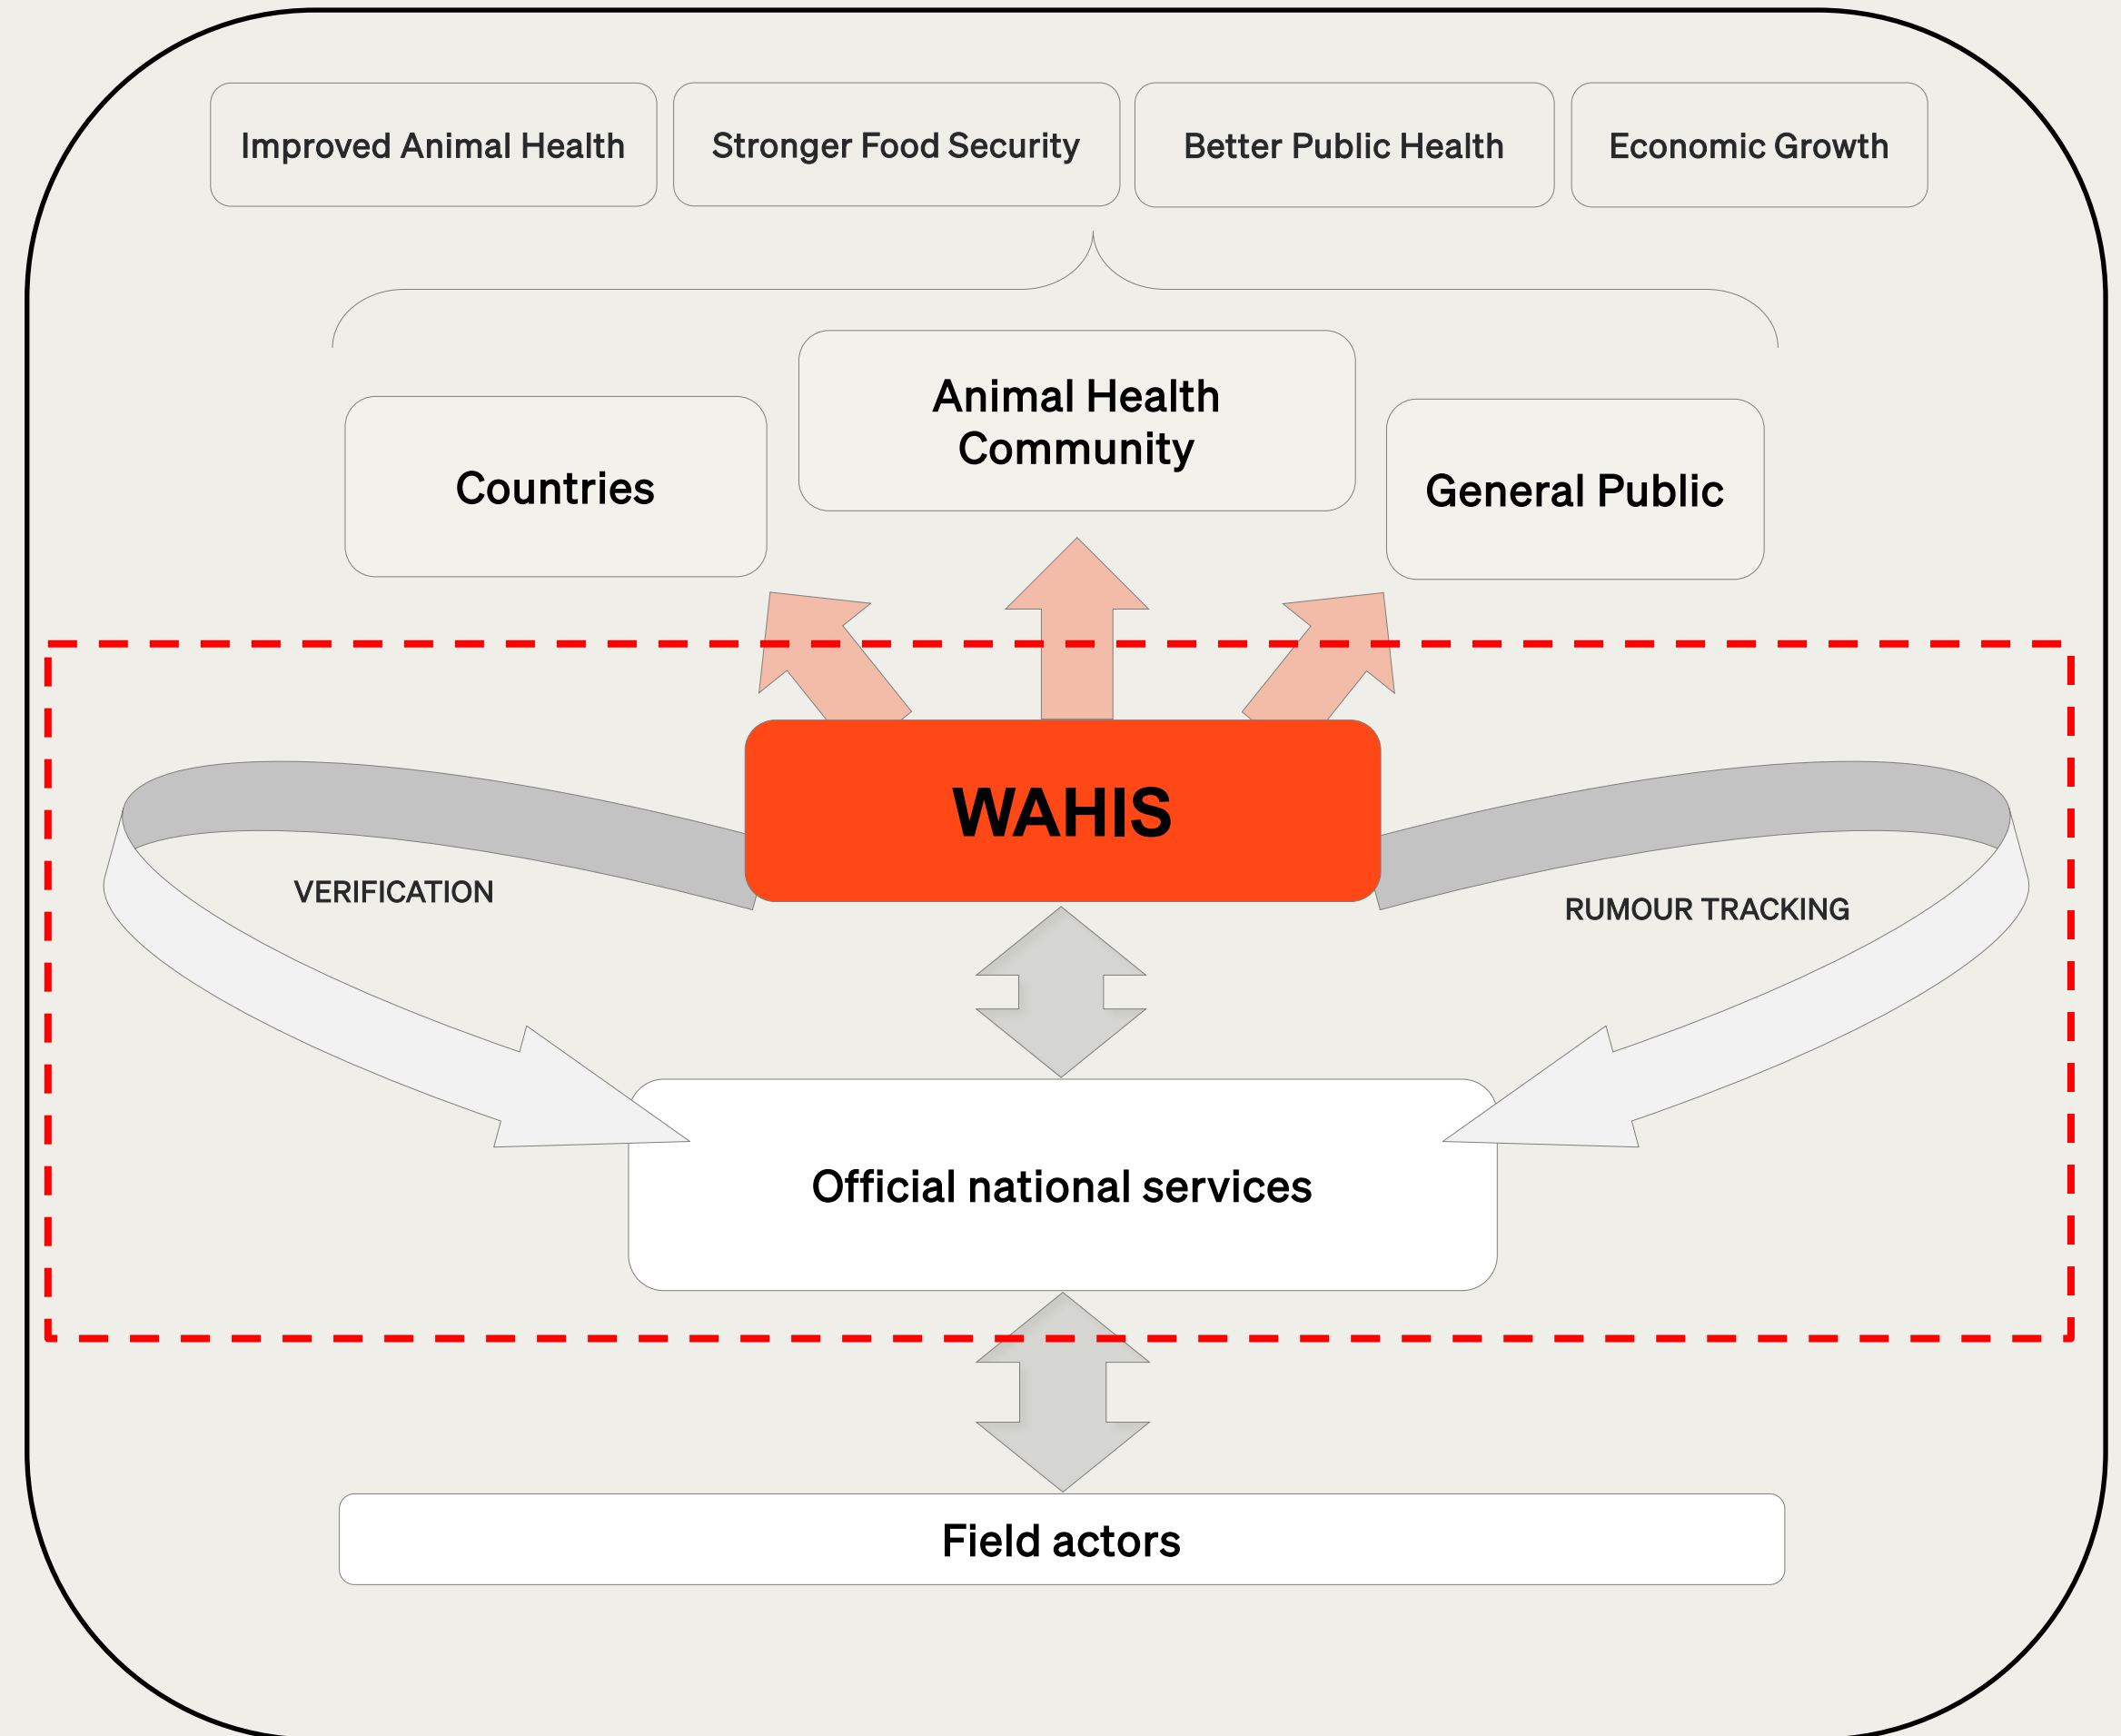 Improved Animal Health
Stronger Food Security
Better Public Health
Economic Growth
Animal Health
Community
Countries
General Public
WAHIS
VERIFICATION
RUMOUR TRACKING
Official national services
Field actors